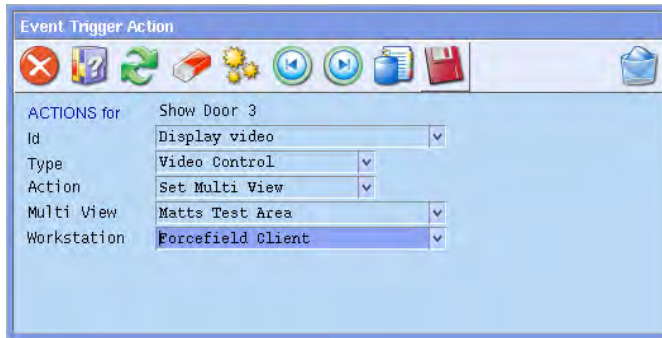 Event Trigger Action
ACTIONS for Show Door 3
Id Display video
Type Video Control
Action Set Multi View
Multi View Matts Test Area
Workstation Forcefield Client